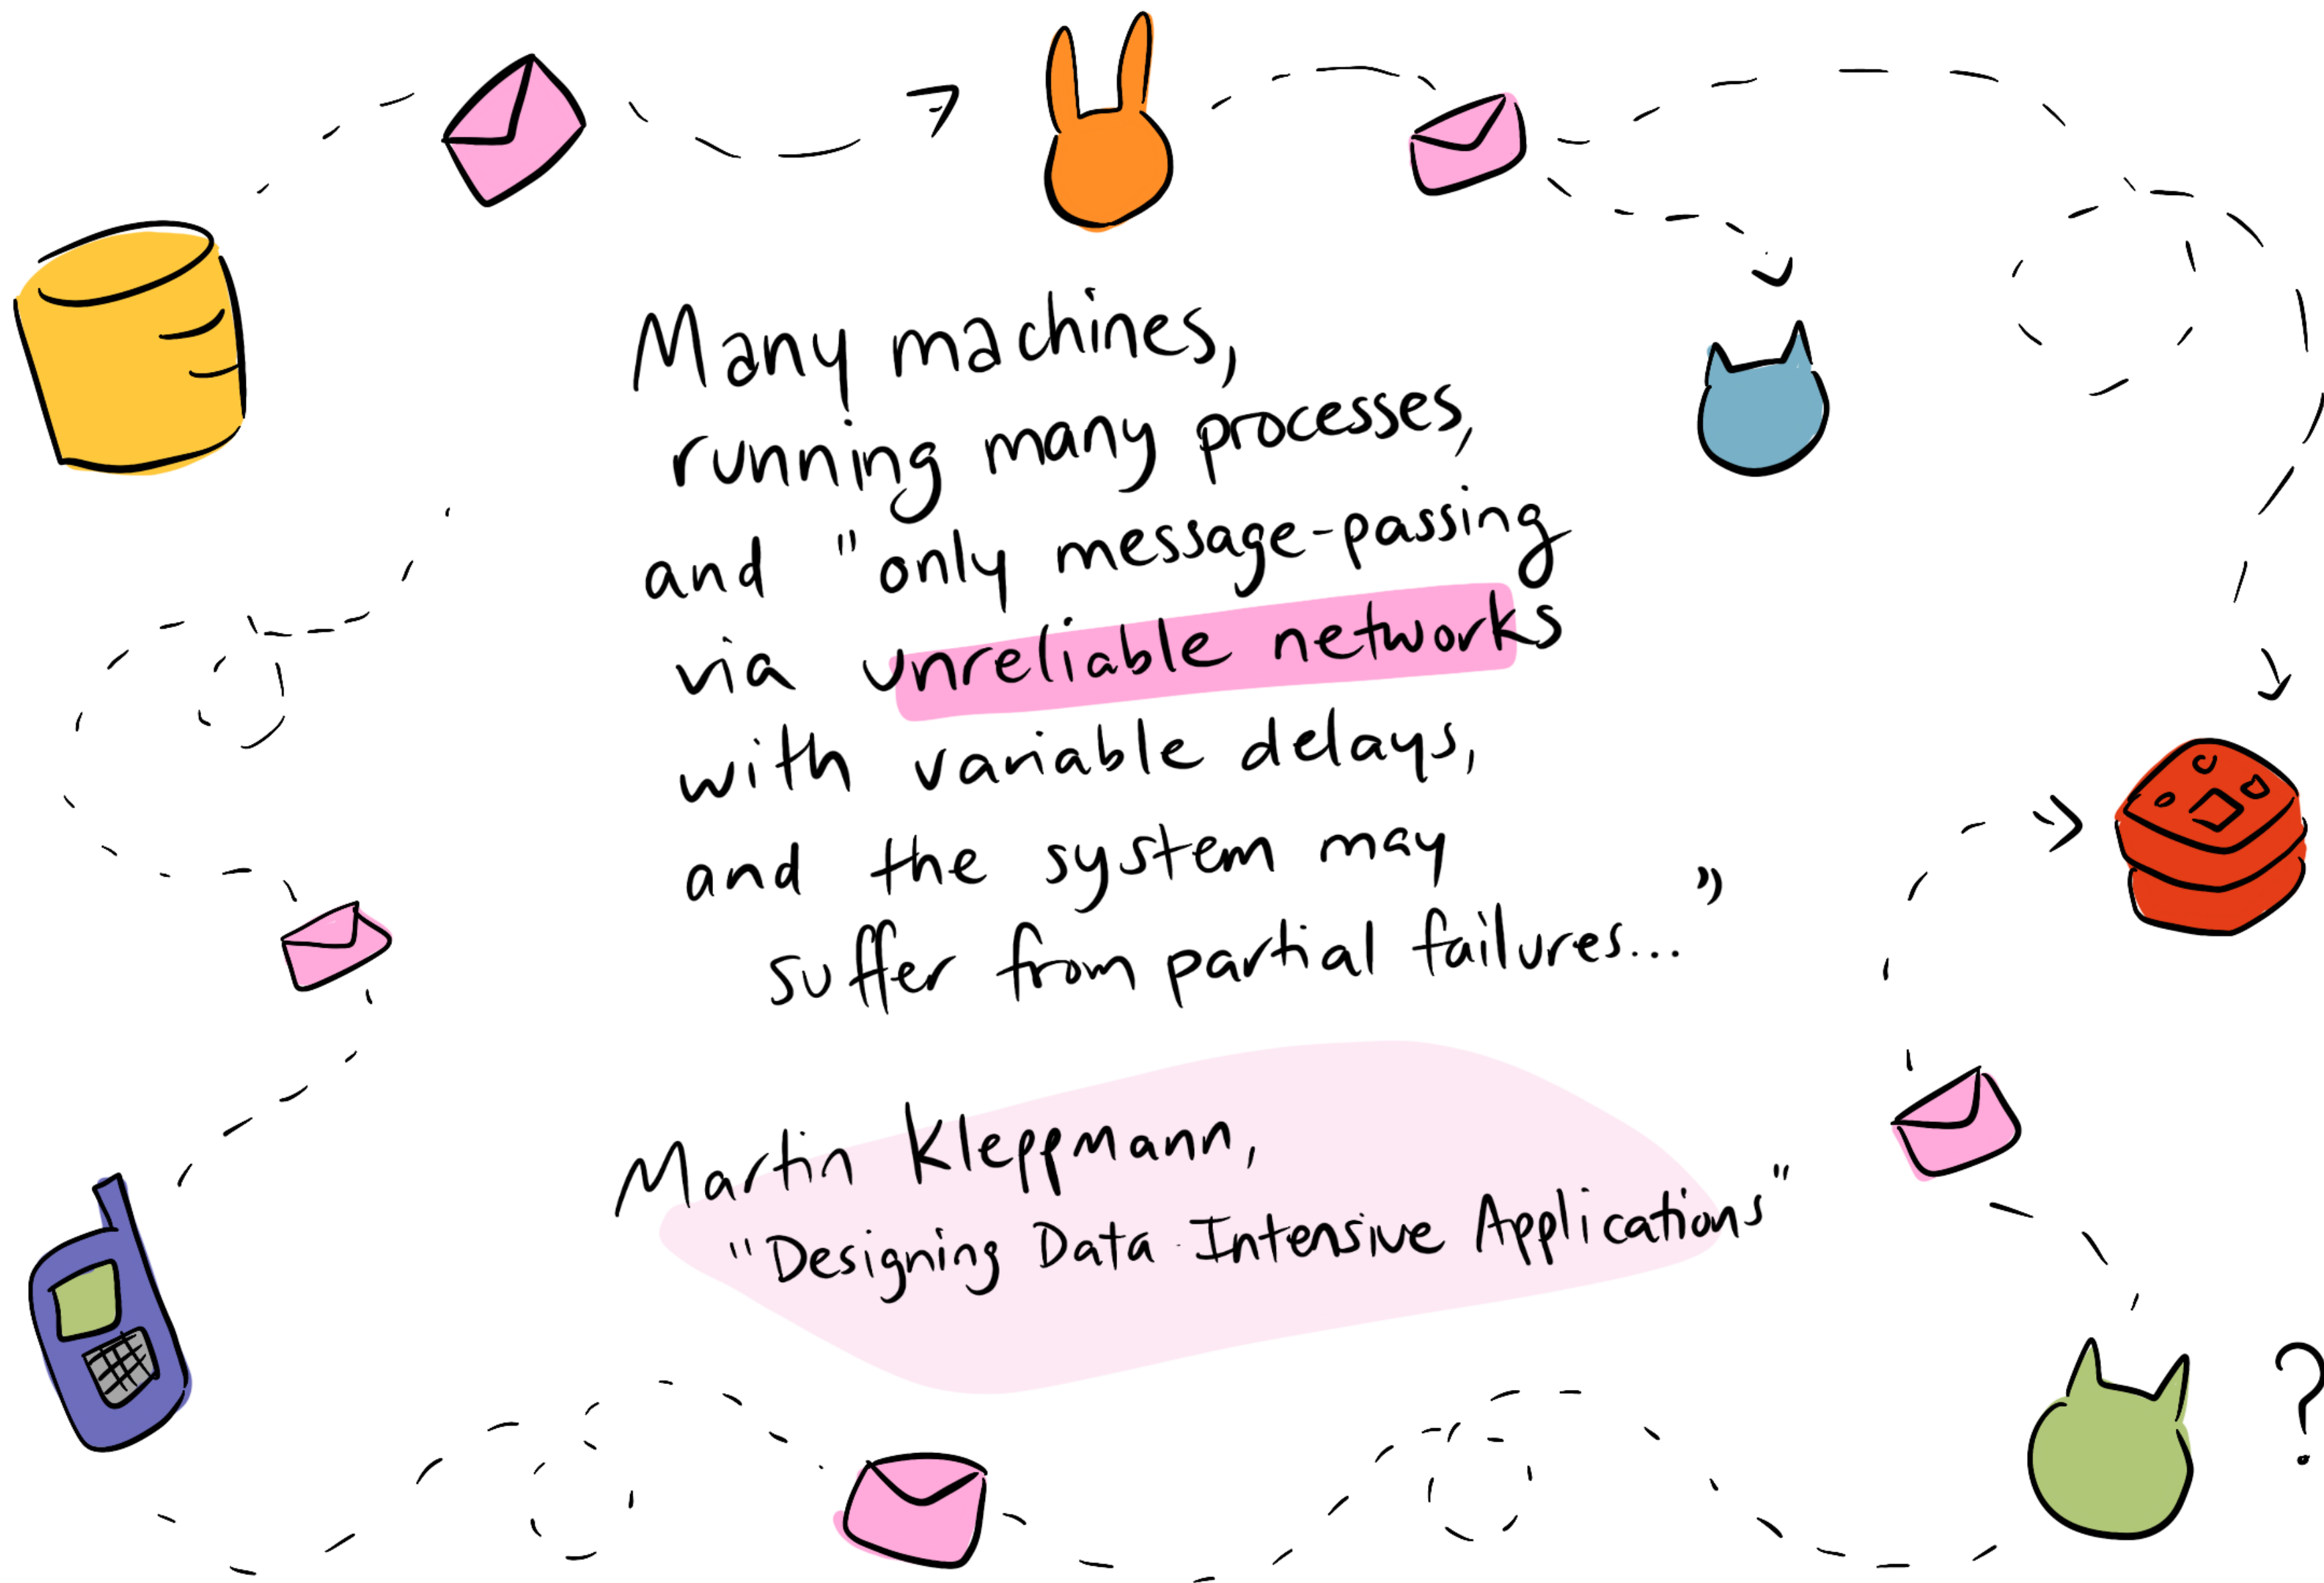 Many machines,
running many processes,
and "only message-passing
via unreliable networks
with variable delays,
and the system may
suffer from partial failures..."
Martin Kleppmann,
"Designing Data-Intensive Applications"
?